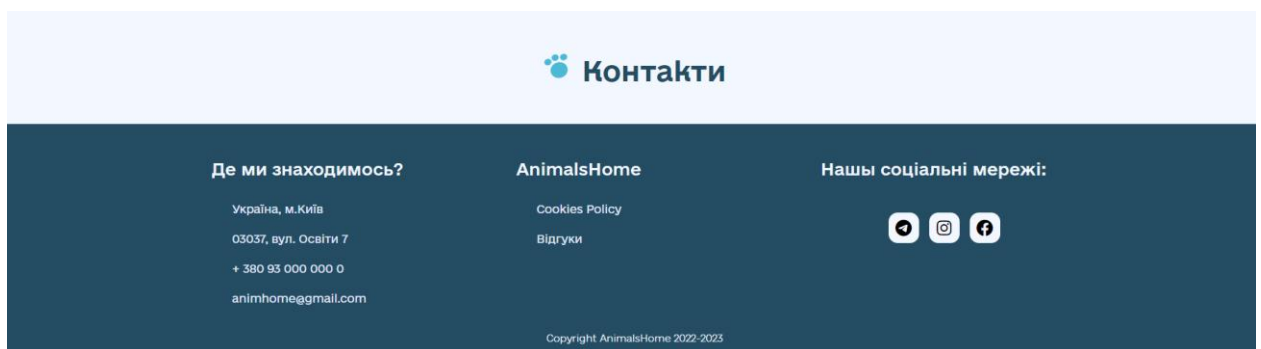 Контакти
Де ми знаходимось?
Україна, м.Київ
03037, вул. Освіти 7
+ 380 93 000 000 0
animhome@gmail.com
AnimalsHome
Cookies Policy
Відгуки
Нашы соціальні мережі:
Copyright AnimalsHome 2022-2023